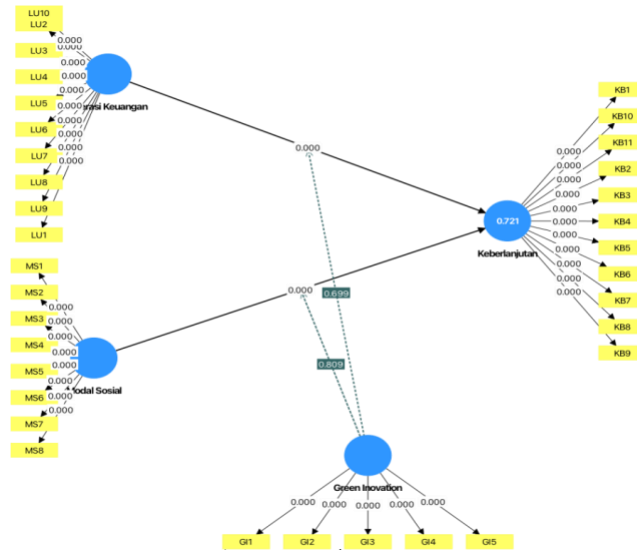 LU10
LU2
LU3
LU4
LU5
LU6
LU7
LU8
LU9
LU1
0.000
0.000
0.000
0.000
0.000
0.000
0.000
0.000
0.000
0.000
Keuangan
MS1
MS2
MS3
MS4
MS5
MS6
MS7
MS8
0.000
0.000
0.000
0.000
0.000
0.000
0.000
0.000
Sosial
0.000
0.000
0.699
0.809
0.721
Keberlanjutan
0.000
0.000
0.000
0.000
0.000
0.000
0.000
0.000
0.000
0.000
0.000
KB1
KB10
KB11
KB2
KB3
KB4
KB5
KB6
KB7
KB8
KB9
Green Inovation
0.000
0.000
0.000
0.000
0.000
GI1
GI2
GI3
GI4
GI5